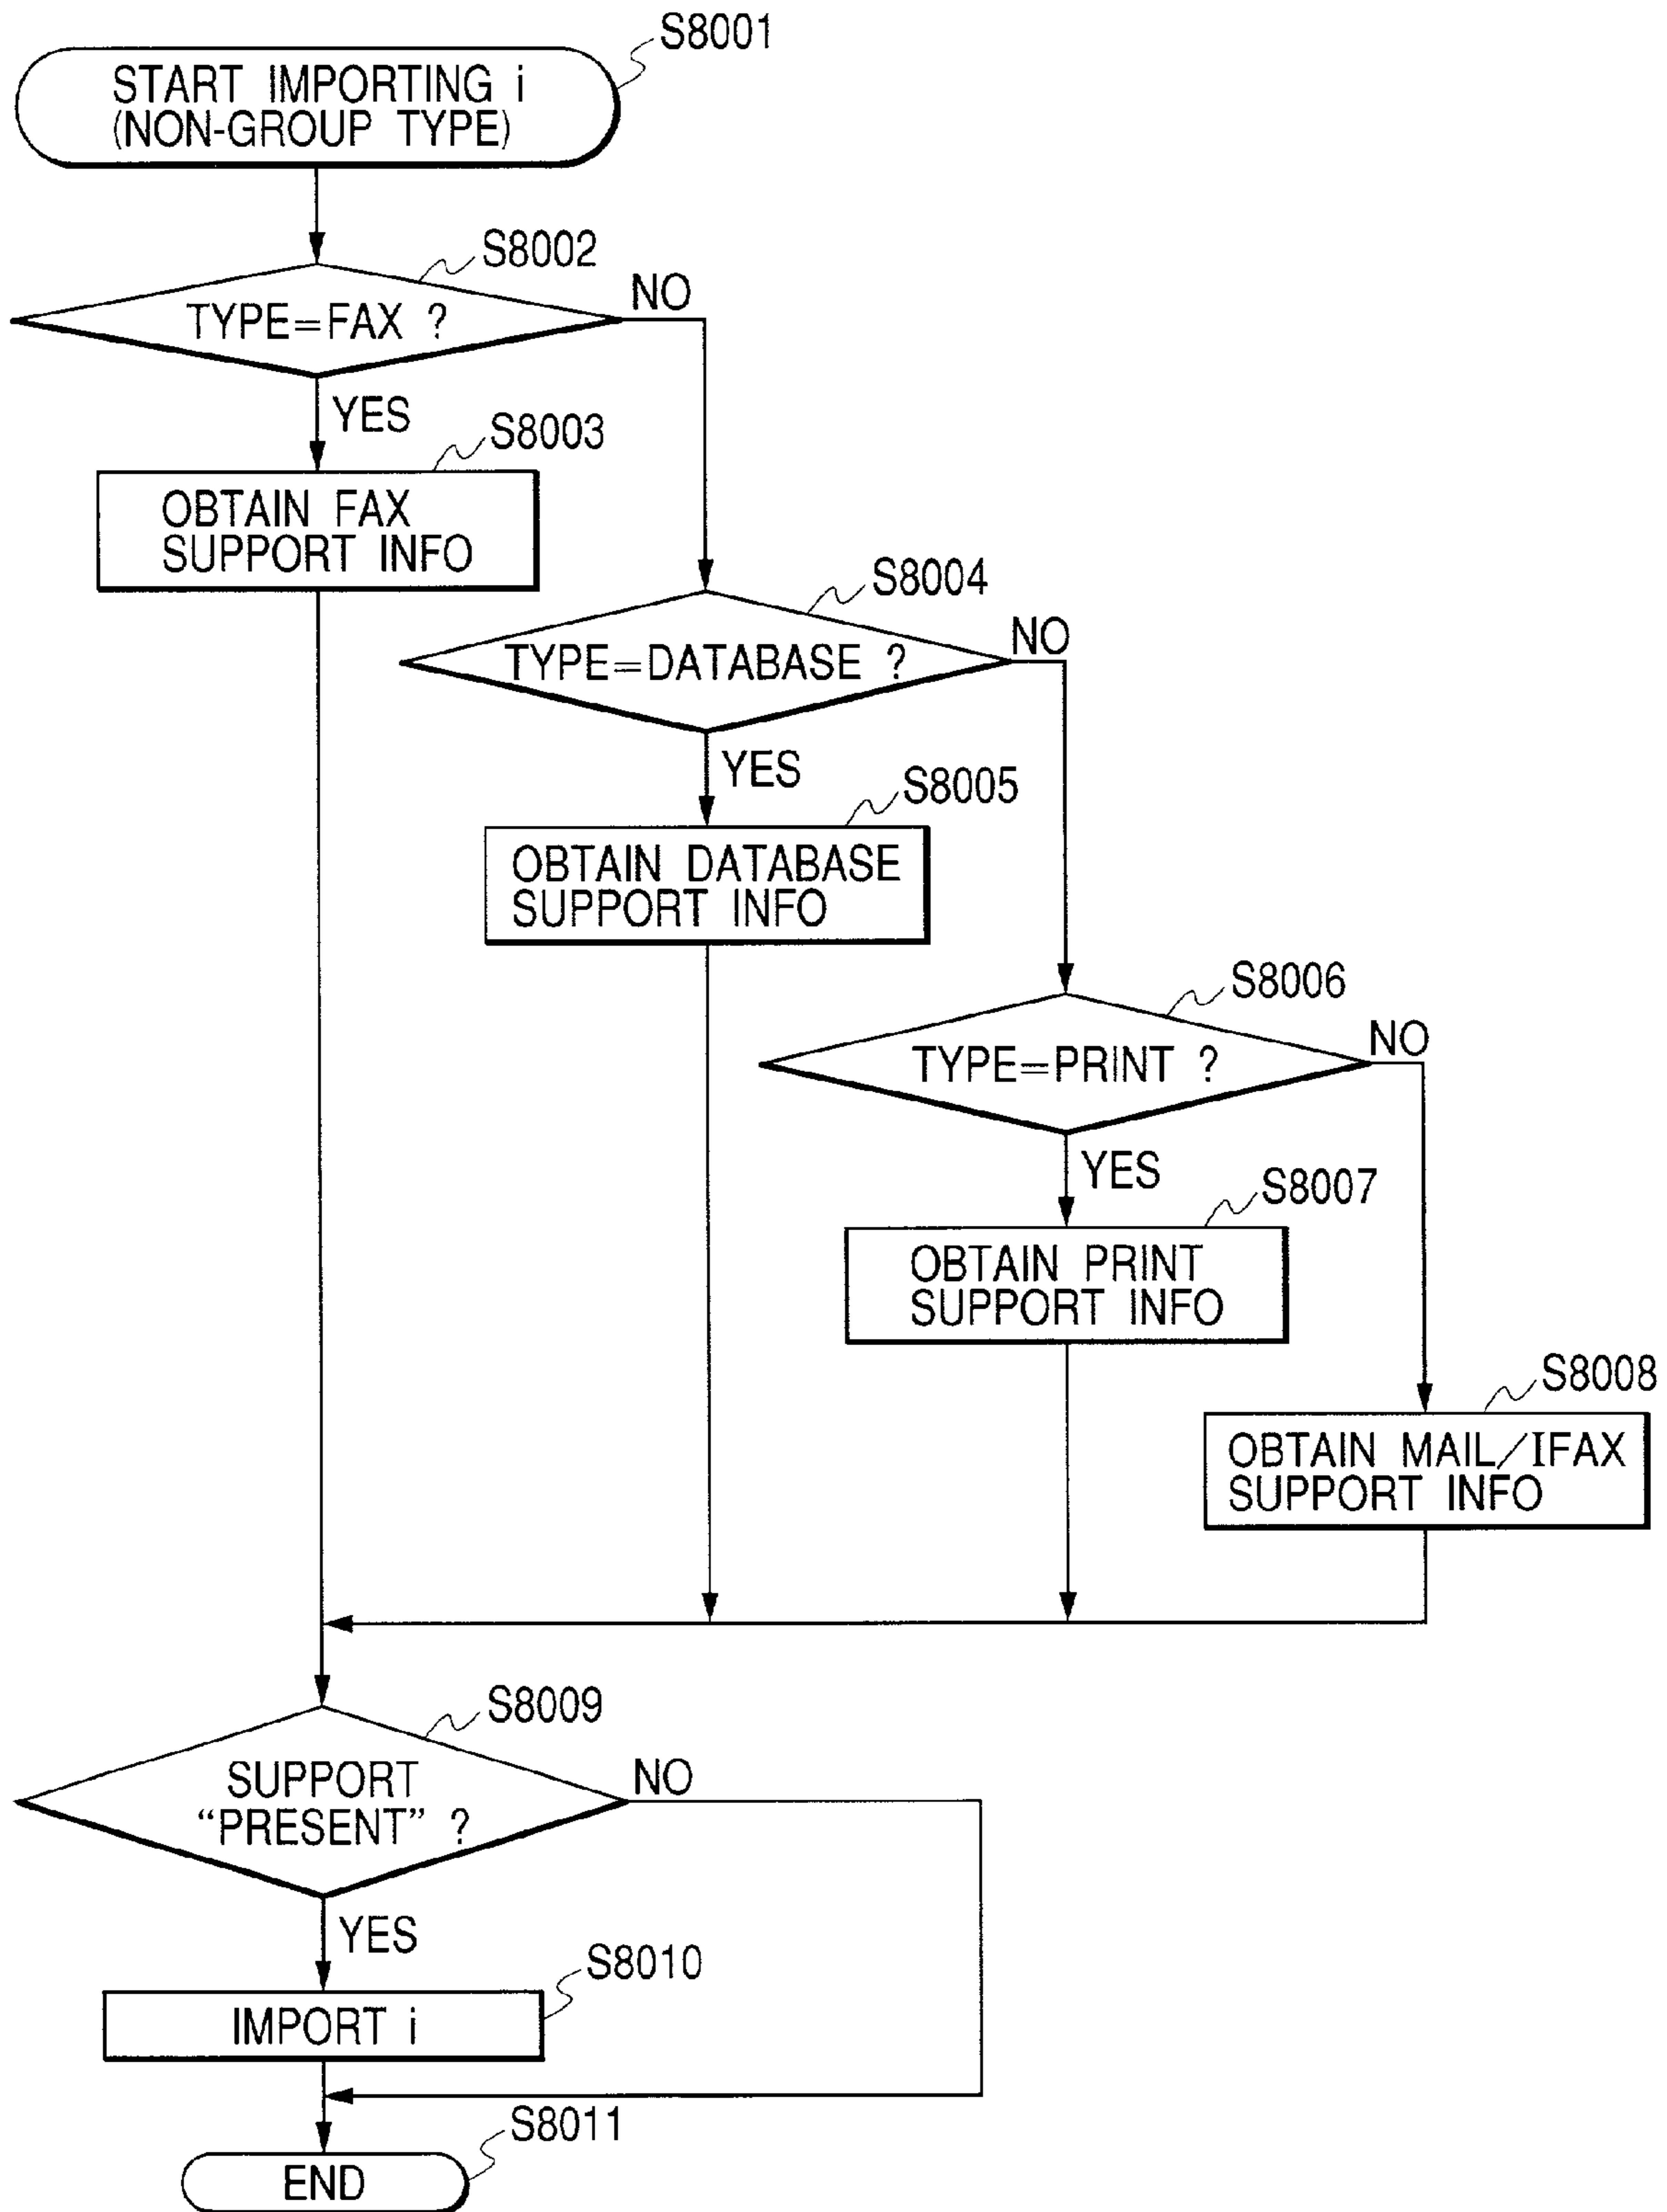 S8001
START IMPORTING i
(NON-GROUP TYPE)
S8002
TYPE=FAX ?
NO
YES
S8003
OBTAIN FAX
SUPPORT INFO
S8004
TYPE=DATABASE ?
NO
YES
S8005
OBTAIN DATABASE
SUPPORT INFO
S8006
TYPE=PRINT ?
NO
YES
S8007
OBTAIN PRINT
SUPPORT INFO
S8008
OBTAIN MAIL/IFAX
SUPPORT INFO
S8009
SUPPORT
“PRESENT” ?
NO
YES
S8010
IMPORT i
S8011
END